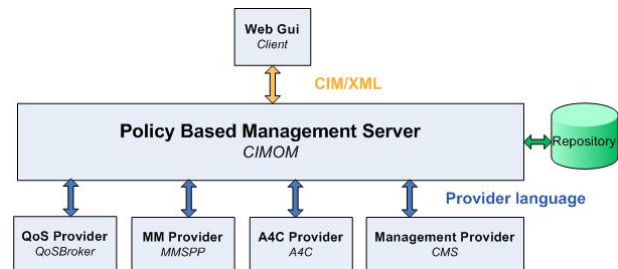 Web Gui
Client
CIM/XML
Policy Based Management Server
CIMOM
Repository
Provider language
QoS Provider
QoSBroker
MM Provider
MMSPP
A4C Provider
A4C
Management Provider
CMS